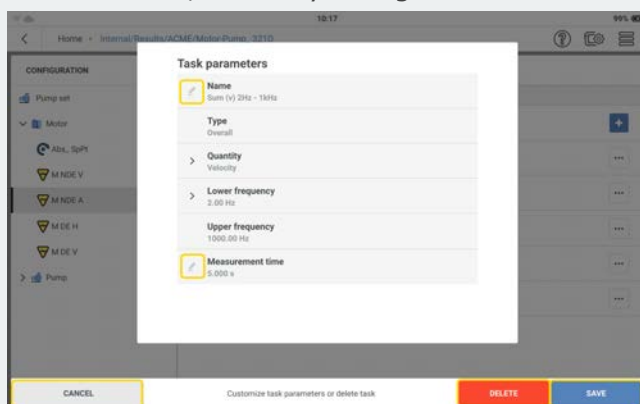 10:17
99%
Home › Internal/Results/ACME/Motor-Pump_3210
CONFIGURATION
Pump set
Motor
Abs., SpPt
M NDE V
M NDE A
M DE H
M DE V
Pump
Task parameters
Name
Sum (v) 2Hz - 1kHz
Type
Overall
Quantity
Velocity
Lower frequency
2.00 Hz
Upper frequency
1000.00 Hz
Measurement time
5.000 s
CANCEL
Customize task parameters or delete task
DELETE
SAVE